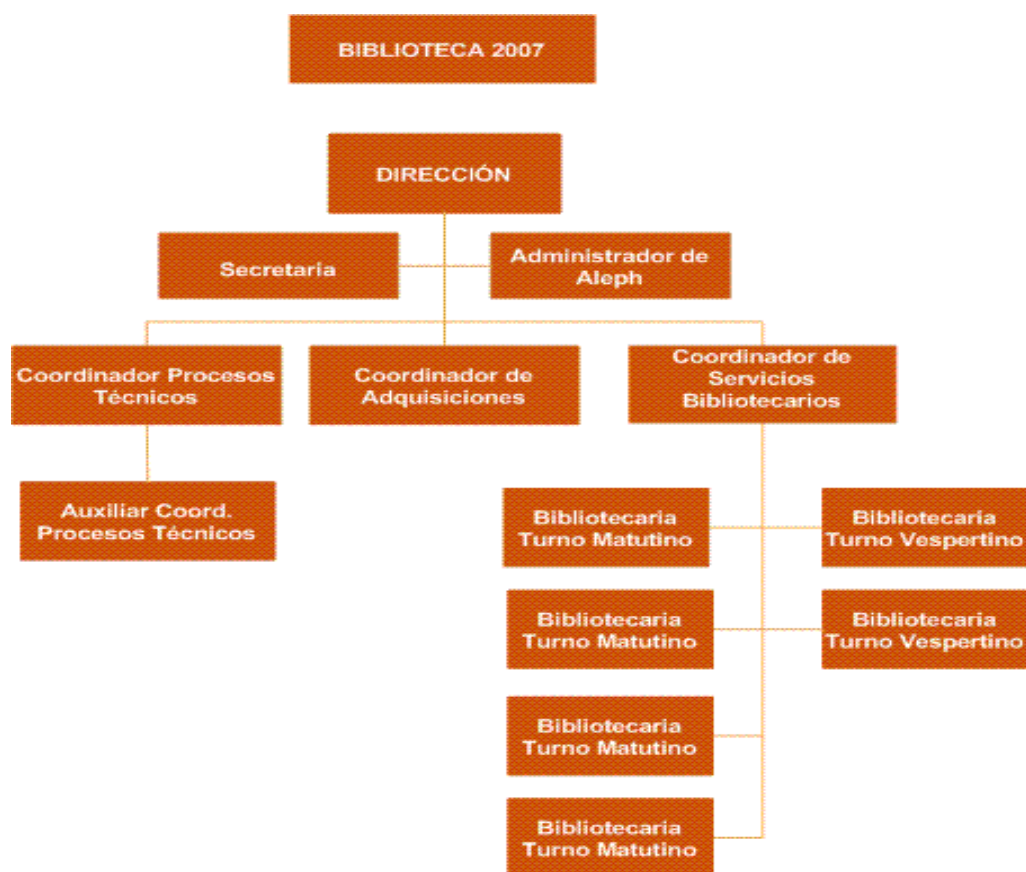 BIBLIOTECA 2007
DIRECCIÓN
Secretaria
Administrador de
Aleph
Coordinador Procesos
Técnicos
Coordinador de
Adquisiciones
Coordinador de
Servicios
Bibliotecarios
Auxiliar Coord.
Procesos Técnicos
Bibliotecaria
Turno Matutino
Bibliotecaria
Turno Vespertino
Bibliotecaria
Turno Matutino
Bibliotecaria
Turno Vespertino
Bibliotecaria
Turno Matutino
Bibliotecaria
Turno Matutino